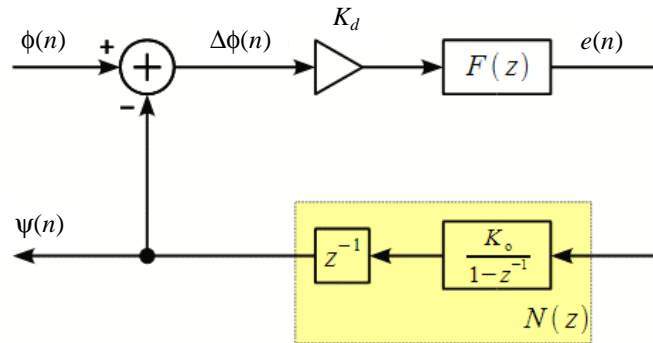 K_d
ϕ(n)
+
+
Δϕ(n)
F(z)
e(n)
−
ψ(n)
z^{-1}
K_o
1−z^{-1}
N(z)